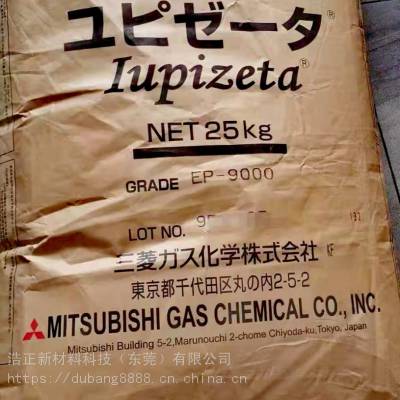 ユピゼータ®
Iupizeta®
NET 25kg
GRADE EP-9000
LOT NO.
三菱ガス化学株式会社
東京都千代田区丸の内2-5-2
MITSUBISHI GAS CHEMICAL CO., INC.
Mitsubishi Building 5-2, Marunouchi 2-chome Chiyoda-ku, Tokyo, Japan
浩正新材料科技（东莞）有限公司
https://dubang8888.cn.china.cn